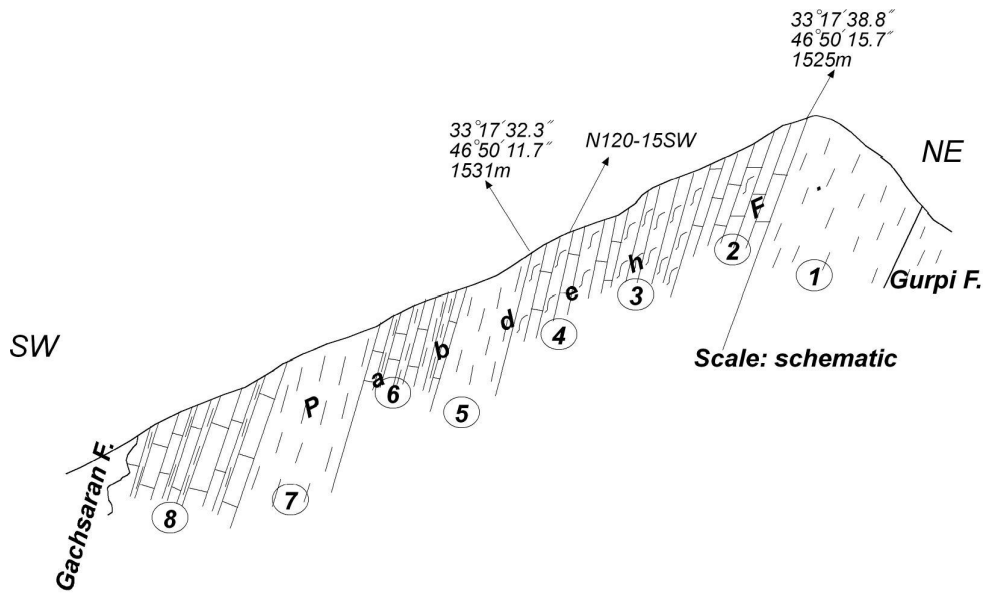 33°17´38.8˝
46°50´15.7˝
1525m
33°17´32.3˝
46°50´11.7˝
1531m
N120-15SW
NE
F
2
1
h
3
Gurpi F.
e
d
4
SW
b
Scale: schematic
a
6
5
P
7
8
Gachsaran F.